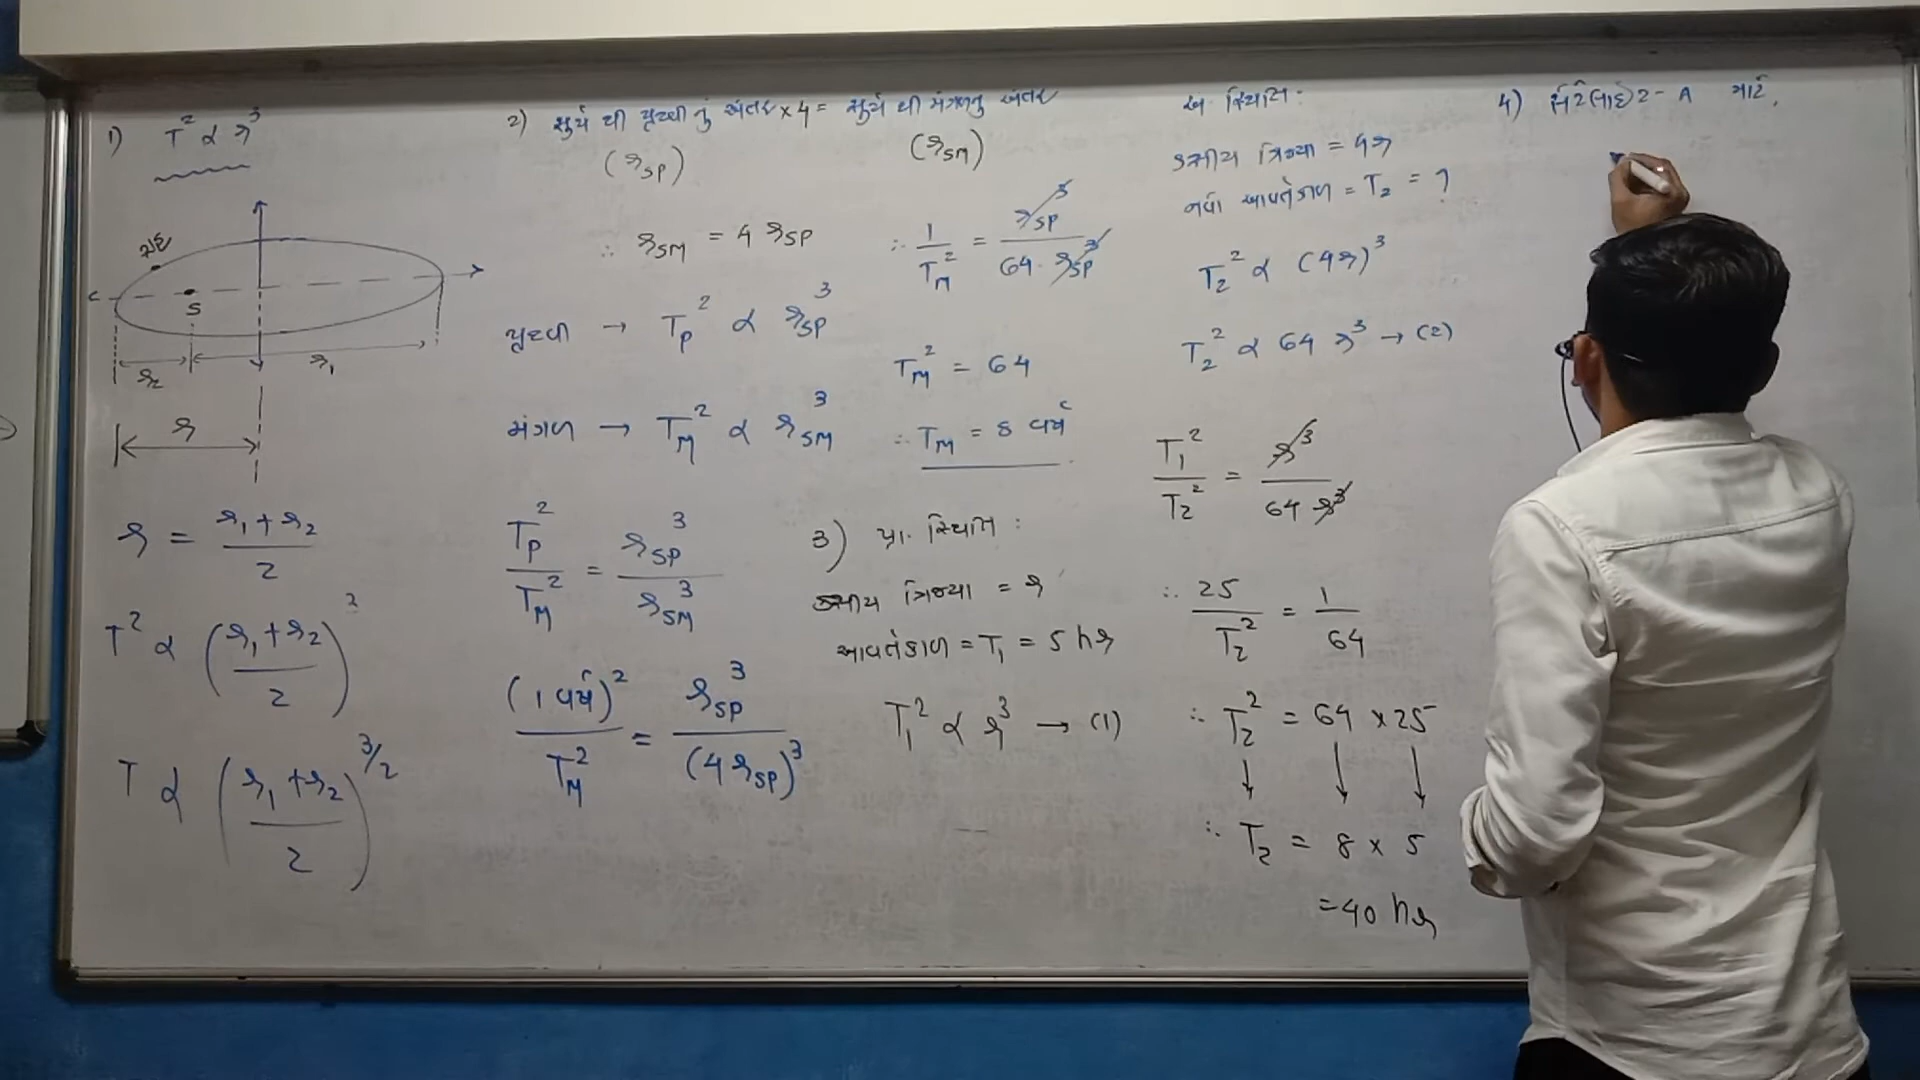 1) T² α r³
ગ્રહ
c
S
r₂
r₁
r
r = (r₁ + r₂) / 2
T² α ((r₁ + r₂) / 2)³
T α ((r₁ + r₂) / 2)^(3/2)
2) સૂર્ય થી પૃથ્વી નું અંતર × 4 = સૂર્ય થી મંગળનું અંતર
(r_SP) (r_SM)
∴ r_SM = 4 r_SP
પૃથ્વી → T_P² α r_SP³
મંગળ → T_M² α r_SM³
T_P² / T_M² = r_SP³ / r_SM³
(1 વર્ષ)² / T_M² = r_SP³ / (4 r_SP)³
∴ 1 / T_M² = r_SP³ / 64 · r_SP³
T_M² = 64
∴ T_M = 8 વર્ષ
3) પ્રા. સ્થિતિ :
કક્ષીય ત્રિજ્યા = r
આવર્તકાળ = T₁ = 5 hr
T₁² α r³ → (1)
અં. સ્થિતિ :
કક્ષીય ત્રિજ્યા = 4r
નવો આવર્તકાળ = T₂ = ?
T₂² α (4r)³
T₂² α 64 r³ → (2)
T₁² / T₂² = r³ / 64 r³
∴ 25 / T₂² = 1 / 64
∴ T₂² = 64 × 25
∴ T₂ = 8 × 5
= 40 hr
4) સેટેલાઈટ - A માટે,